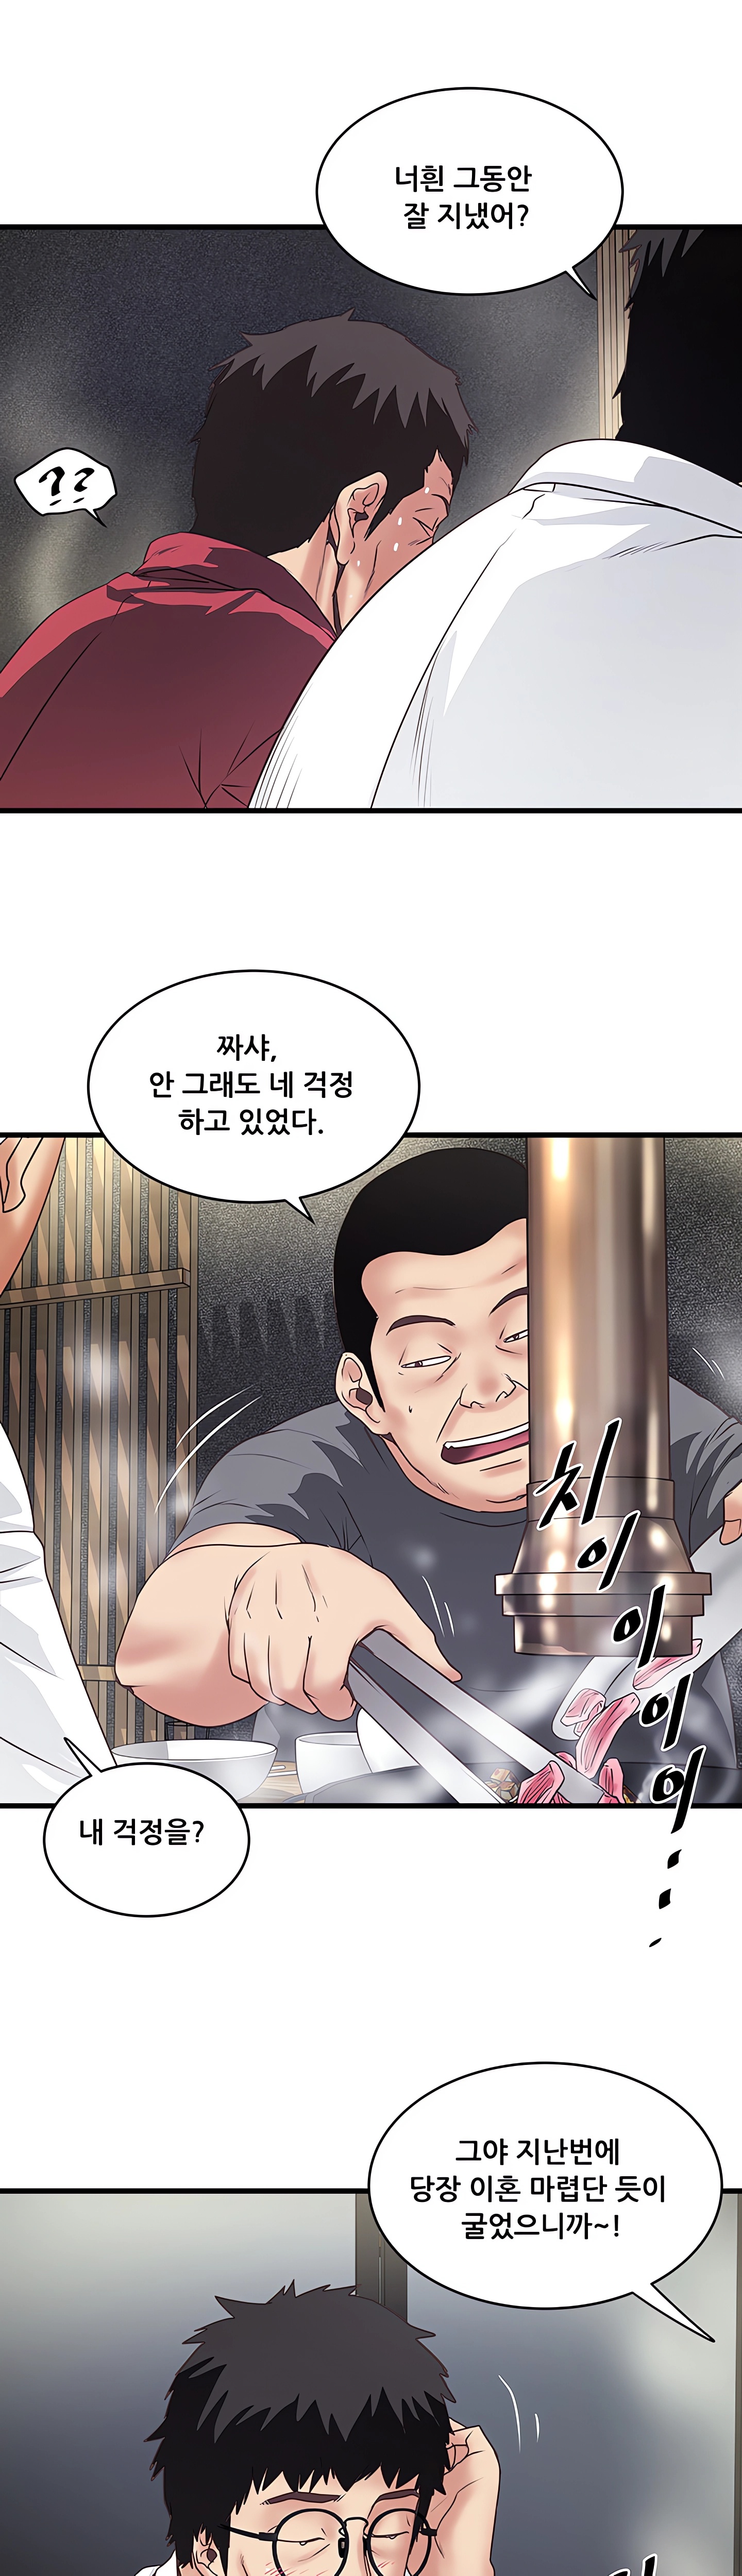 너흰 그동안
잘 지냈어?
??
짜샤,
안 그래도 네 걱정
하고 있었다.
치이이이이...
내 걱정을?
그야 지난번에
당장 이혼 마렵단 듯이
굴었으니까~!